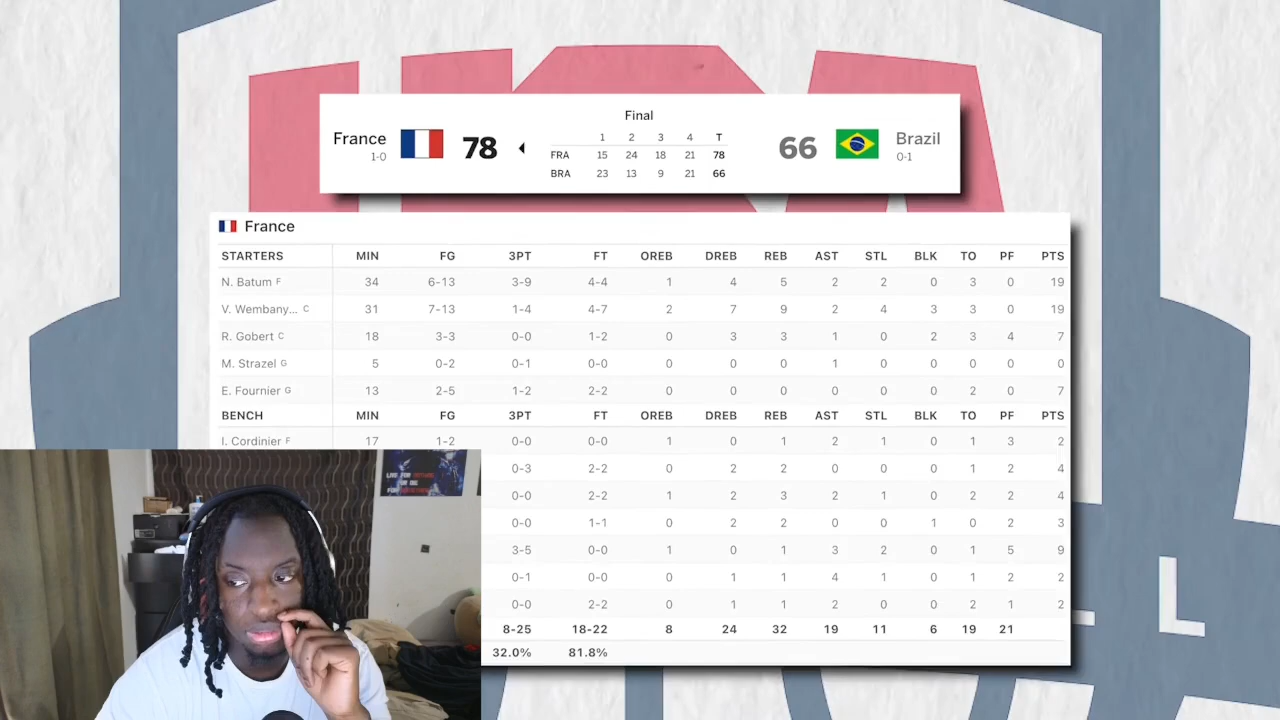 Final
France
1-0
78
1 2 3 4 T
FRA 15 24 18 21 78
BRA 23 13 9 21 66
66
Brazil
0-1
France
STARTERS MIN FG 3PT FT OREB DREB REB AST STL BLK TO PF PTS
N. Batum F 34 6-13 3-9 4-4 1 4 5 2 2 0 3 0 19
V. Wembany... C 31 7-13 1-4 4-7 2 7 9 2 4 3 3 0 19
R. Gobert C 18 3-3 0-0 1-2 0 3 3 1 0 2 3 4 7
M. Strazel G 5 0-2 0-1 0-0 0 0 0 1 0 0 0 0 0
E. Fournier G 13 2-5 1-2 2-2 0 0 0 0 0 0 2 0 7
BENCH MIN FG 3PT FT OREB DREB REB AST STL BLK TO PF PTS
I. Cordinier F 17 1-2 0-0 0-0 1 0 1 2 1 0 1 3 2
0-3 2-2 0 2 2 0 0 0 1 2 4
0-0 2-2 1 2 3 2 1 0 2 2 4
0-0 1-1 0 2 2 0 0 1 0 2 3
3-5 0-0 1 0 1 3 2 0 1 5 9
0-1 0-0 0 1 1 4 1 0 1 2 2
0-0 2-2 0 1 1 2 0 0 2 1 2
8-25 18-22 8 24 32 19 11 6 19 21
32.0% 81.8%
LIVE FOR
OR DIE
FOR
L